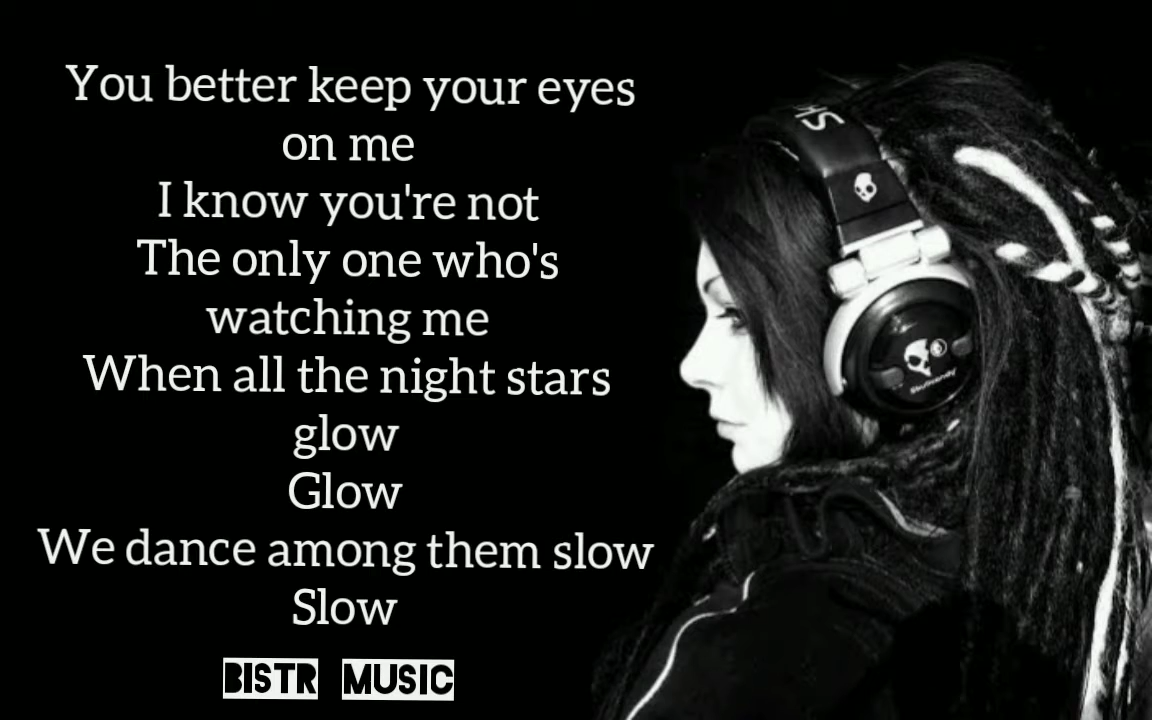 You better keep your eyes
on me
I know you're not
The only one who's
watching me
When all the night stars
glow
Glow
We dance among them slow
Slow
BISTR MUSIC